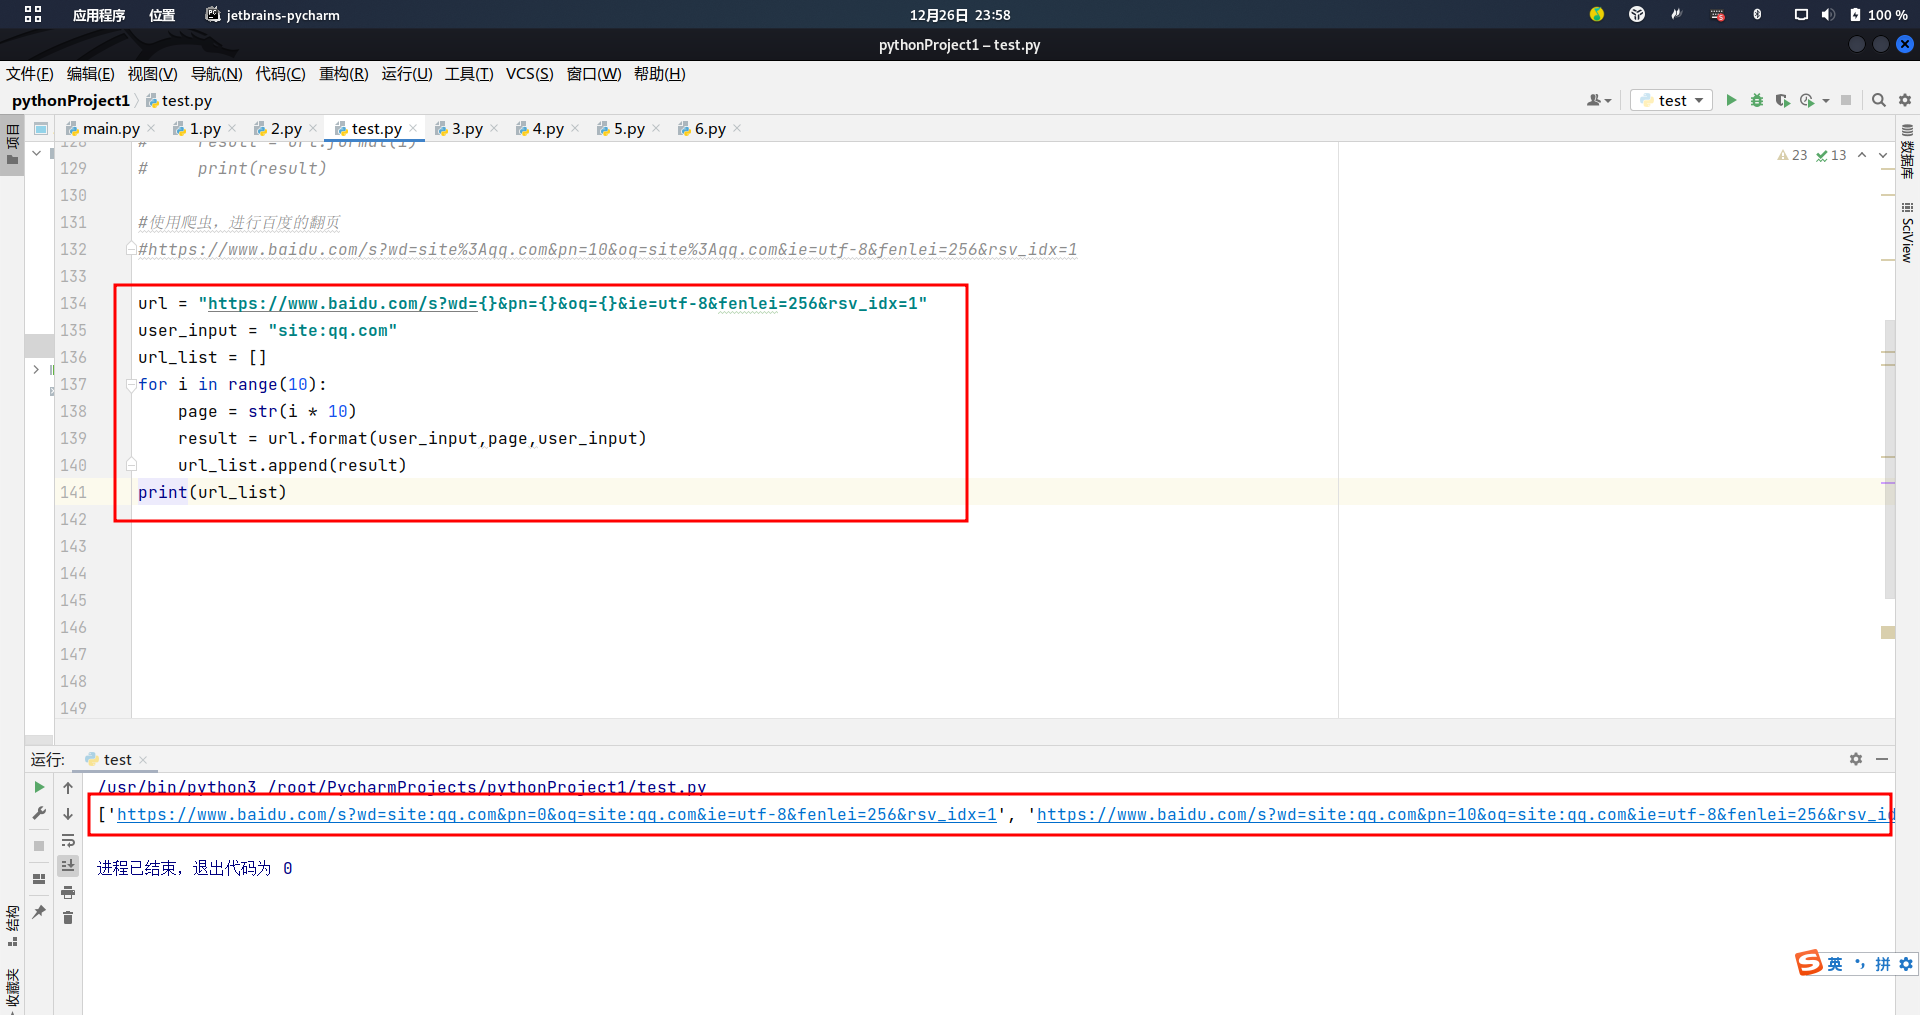 应用程序 位置 jetbrains-pycharm 12月26日 23:58 100 %
pythonProject1 – test.py
文件(F) 编辑(E) 视图(V) 导航(N) 代码(C) 重构(R) 运行(U) 工具(T) VCS(S) 窗口(W) 帮助(H)
pythonProject1 test.py test
项目 main.py 1.py 2.py test.py 3.py 4.py 5.py 6.py
128 # result = url.format(i)
23 13
129 # print(result)
数据库
130
131 #使用爬虫，进行百度的翻页
132 #https://www.baidu.com/s?wd=site%3Aqq.com&pn=10&oq=site%3Aqq.com&ie=utf-8&fenlei=256&rsv_idx=1
SciView
133
134 url = "https://www.baidu.com/s?wd={}&pn={}&oq={}&ie=utf-8&fenlei=256&rsv_idx=1"
135 user_input = "site:qq.com"
136 url_list = []
137 for i in range(10):
138 page = str(i * 10)
139 result = url.format(user_input,page,user_input)
140 url_list.append(result)
141 print(url_list)
142
143
144
145
146
147
148
149
运行: test
/usr/bin/python3 /root/PycharmProjects/pythonProject1/test.py
['https://www.baidu.com/s?wd=site:qq.com&pn=0&oq=site:qq.com&ie=utf-8&fenlei=256&rsv_idx=1', 'https://www.baidu.com/s?wd=site:qq.com&pn=10&oq=site:qq.com&ie=utf-8&fenlei=256&rsv_id
进程已结束，退出代码为 0
结构
收藏夹
S 英 拼